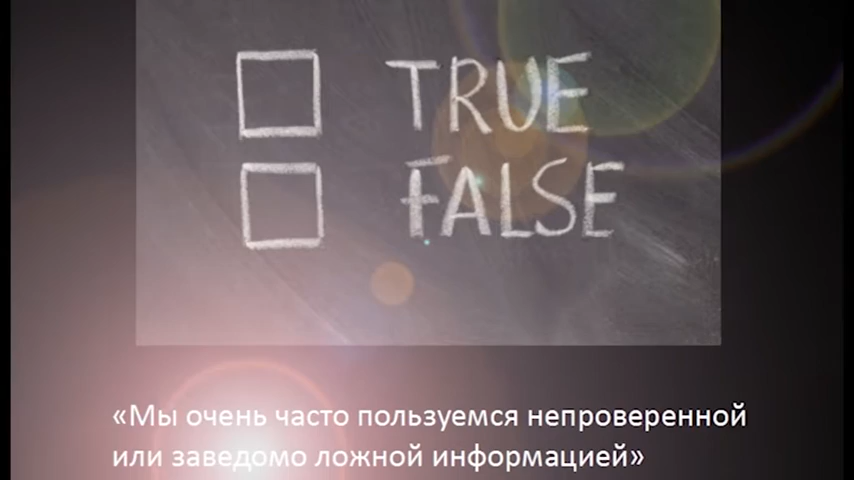 TRUE
FALSE
«Мы очень часто пользуемся непроверенной
или заведомо ложной информацией»